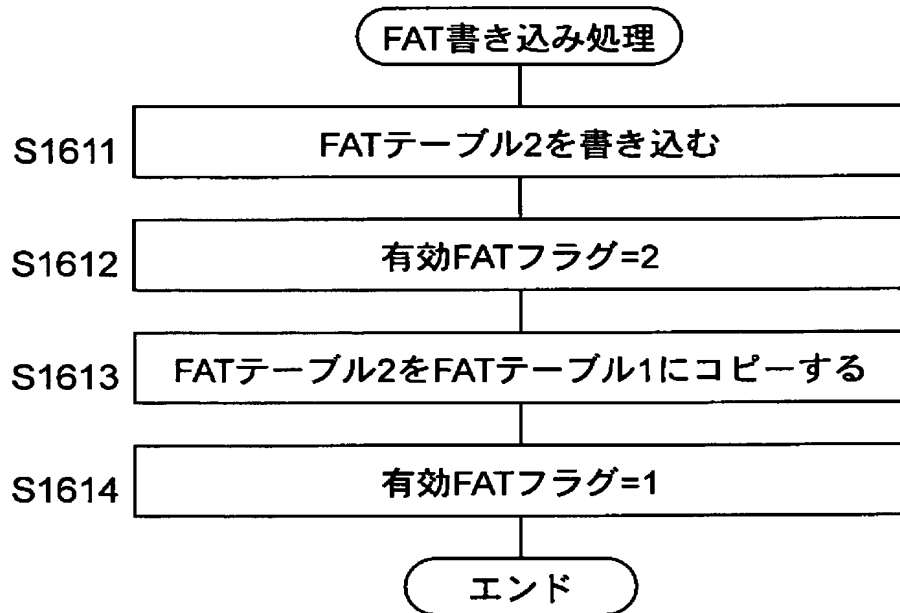 FAT書き込み処理
S1611
FATテーブル2を書き込む
S1612
有効FATフラグ=2
S1613
FATテーブル2をFATテーブル1にコピーする
S1614
有効FATフラグ=1
エンド